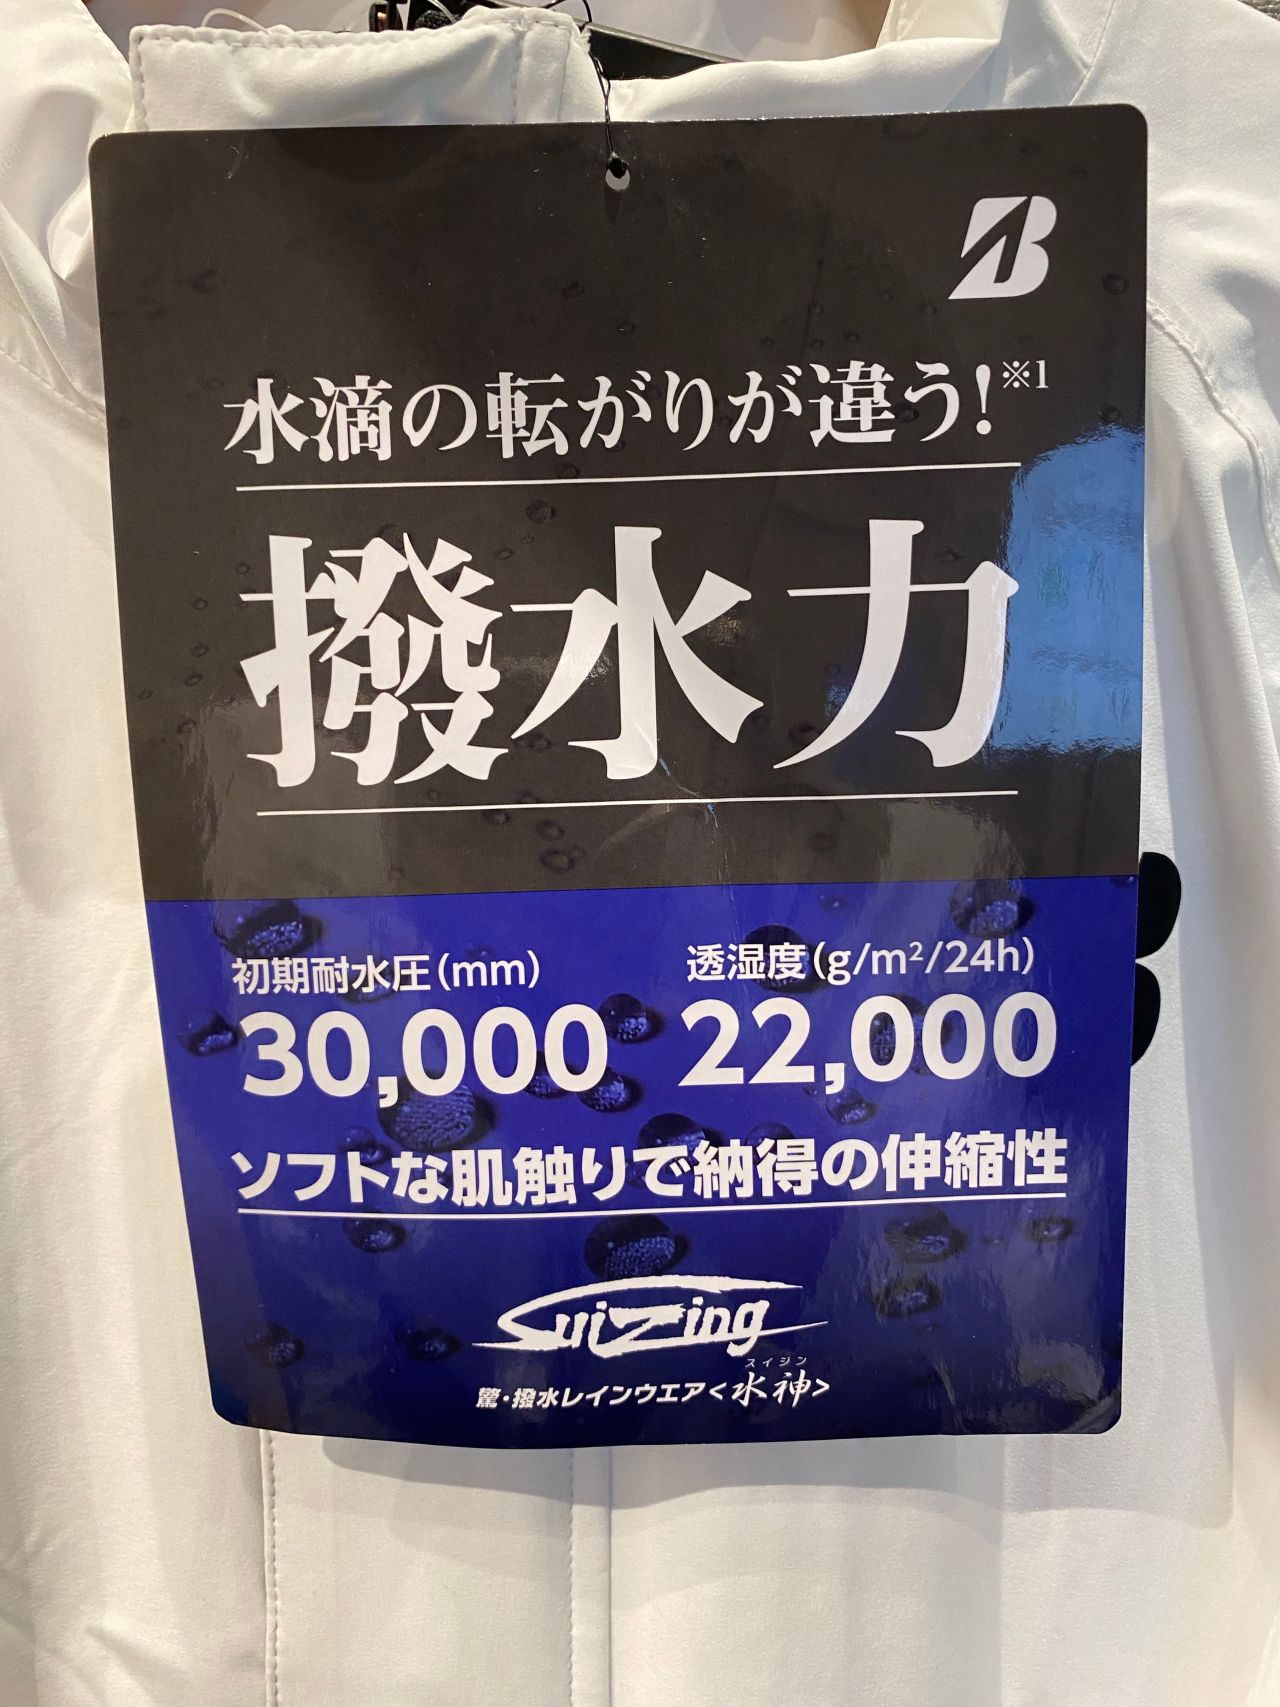 B
水滴の転がりが違う!※1
撥水力
初期耐水圧(mm)
30,000
透湿度(g/m²/24h)
22,000
ソフトな肌触りで納得の伸縮性
Suizing
スイジン
驚・撥水レインウエア<水神>